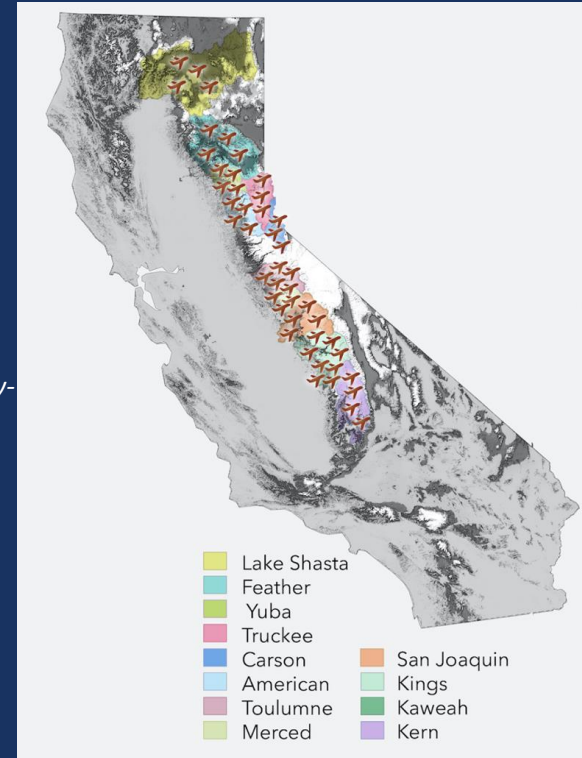 y-
Lake Shasta
Feather
Yuba
Truckee
Carson
American
Toulumne
Merced
San Joaquin
Kings
Kaweah
Kern